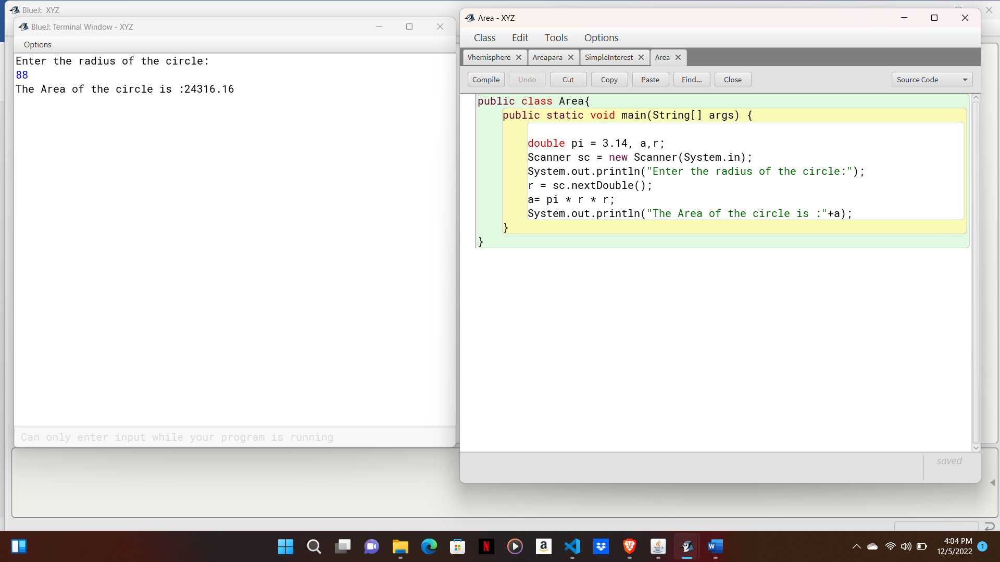 BlueJ: XYZ
BlueJ: Terminal Window - XYZ
Options
Enter the radius of the circle:
88
The Area of the circle is :24316.16
Can only enter input while your program is running
Area - XYZ
Class Edit Tools Options
Vhemisphere Areapara SimpleInterest Area
Compile Undo Cut Copy Paste Find... Close Source Code
public class Area{
public static void main(String[] args) {
double pi = 3.14, a,r;
Scanner sc = new Scanner(System.in);
System.out.println("Enter the radius of the circle:");
r = sc.nextDouble();
a= pi * r * r;
System.out.println("The Area of the circle is :"+a);
}
}
saved
N a W
4:04 PM
12/5/2022 1